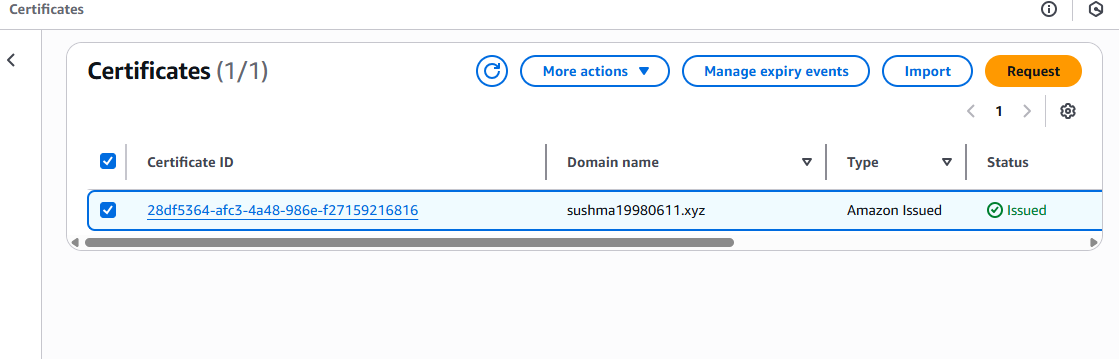 Certificates
Certificates (1/1)
More actions
Manage expiry events
Import
Request
1
Certificate ID
Domain name
Type
Status
28df5364-afc3-4a48-986e-f27159216816
sushma19980611.xyz
Amazon Issued
Issued